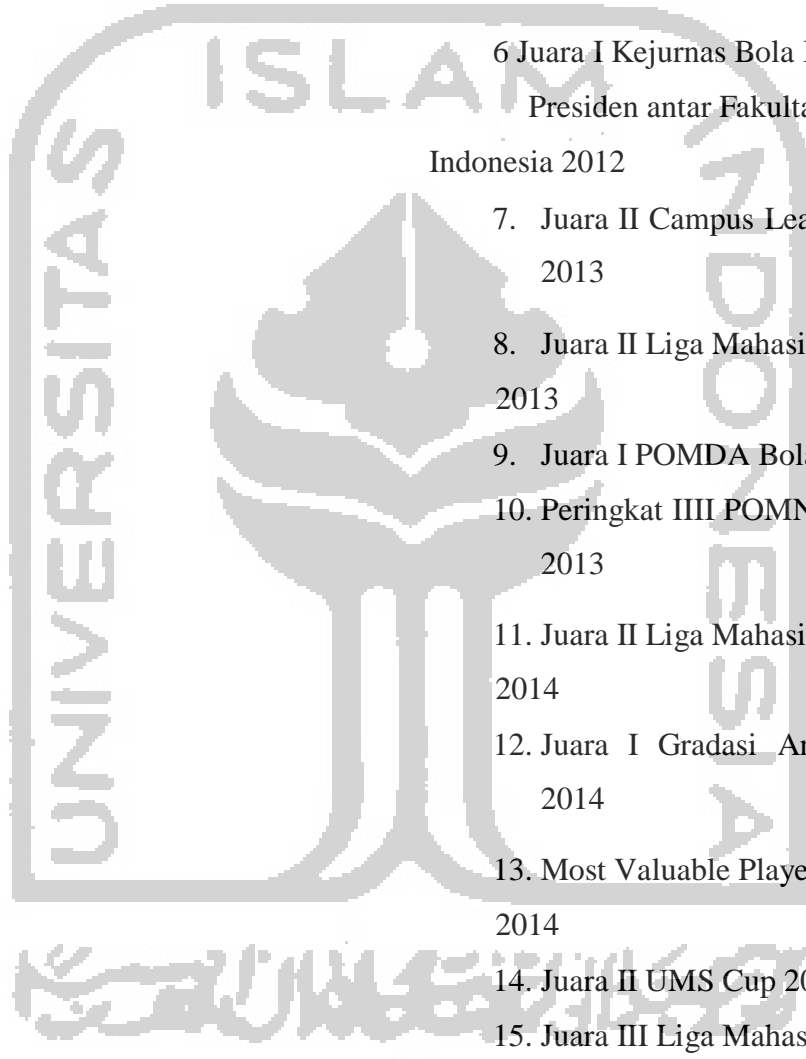 ISLAM
UNIVERSITAS
INDONESIA
6 Juara I Kejurnas Bola
Presiden antar Fakulta
Indonesia 2012
7. Juara II Campus Lea
2013
8. Juara II Liga Mahasi
2013
9. Juara I POMDA Bola
10. Peringkat IIII POMN
2013
11. Juara II Liga Mahasi
2014
12. Juara I Gradasi An
2014
13. Most Valuable Playe
2014
14. Juara II UMS Cup 20
15. Juara III Liga Mahas